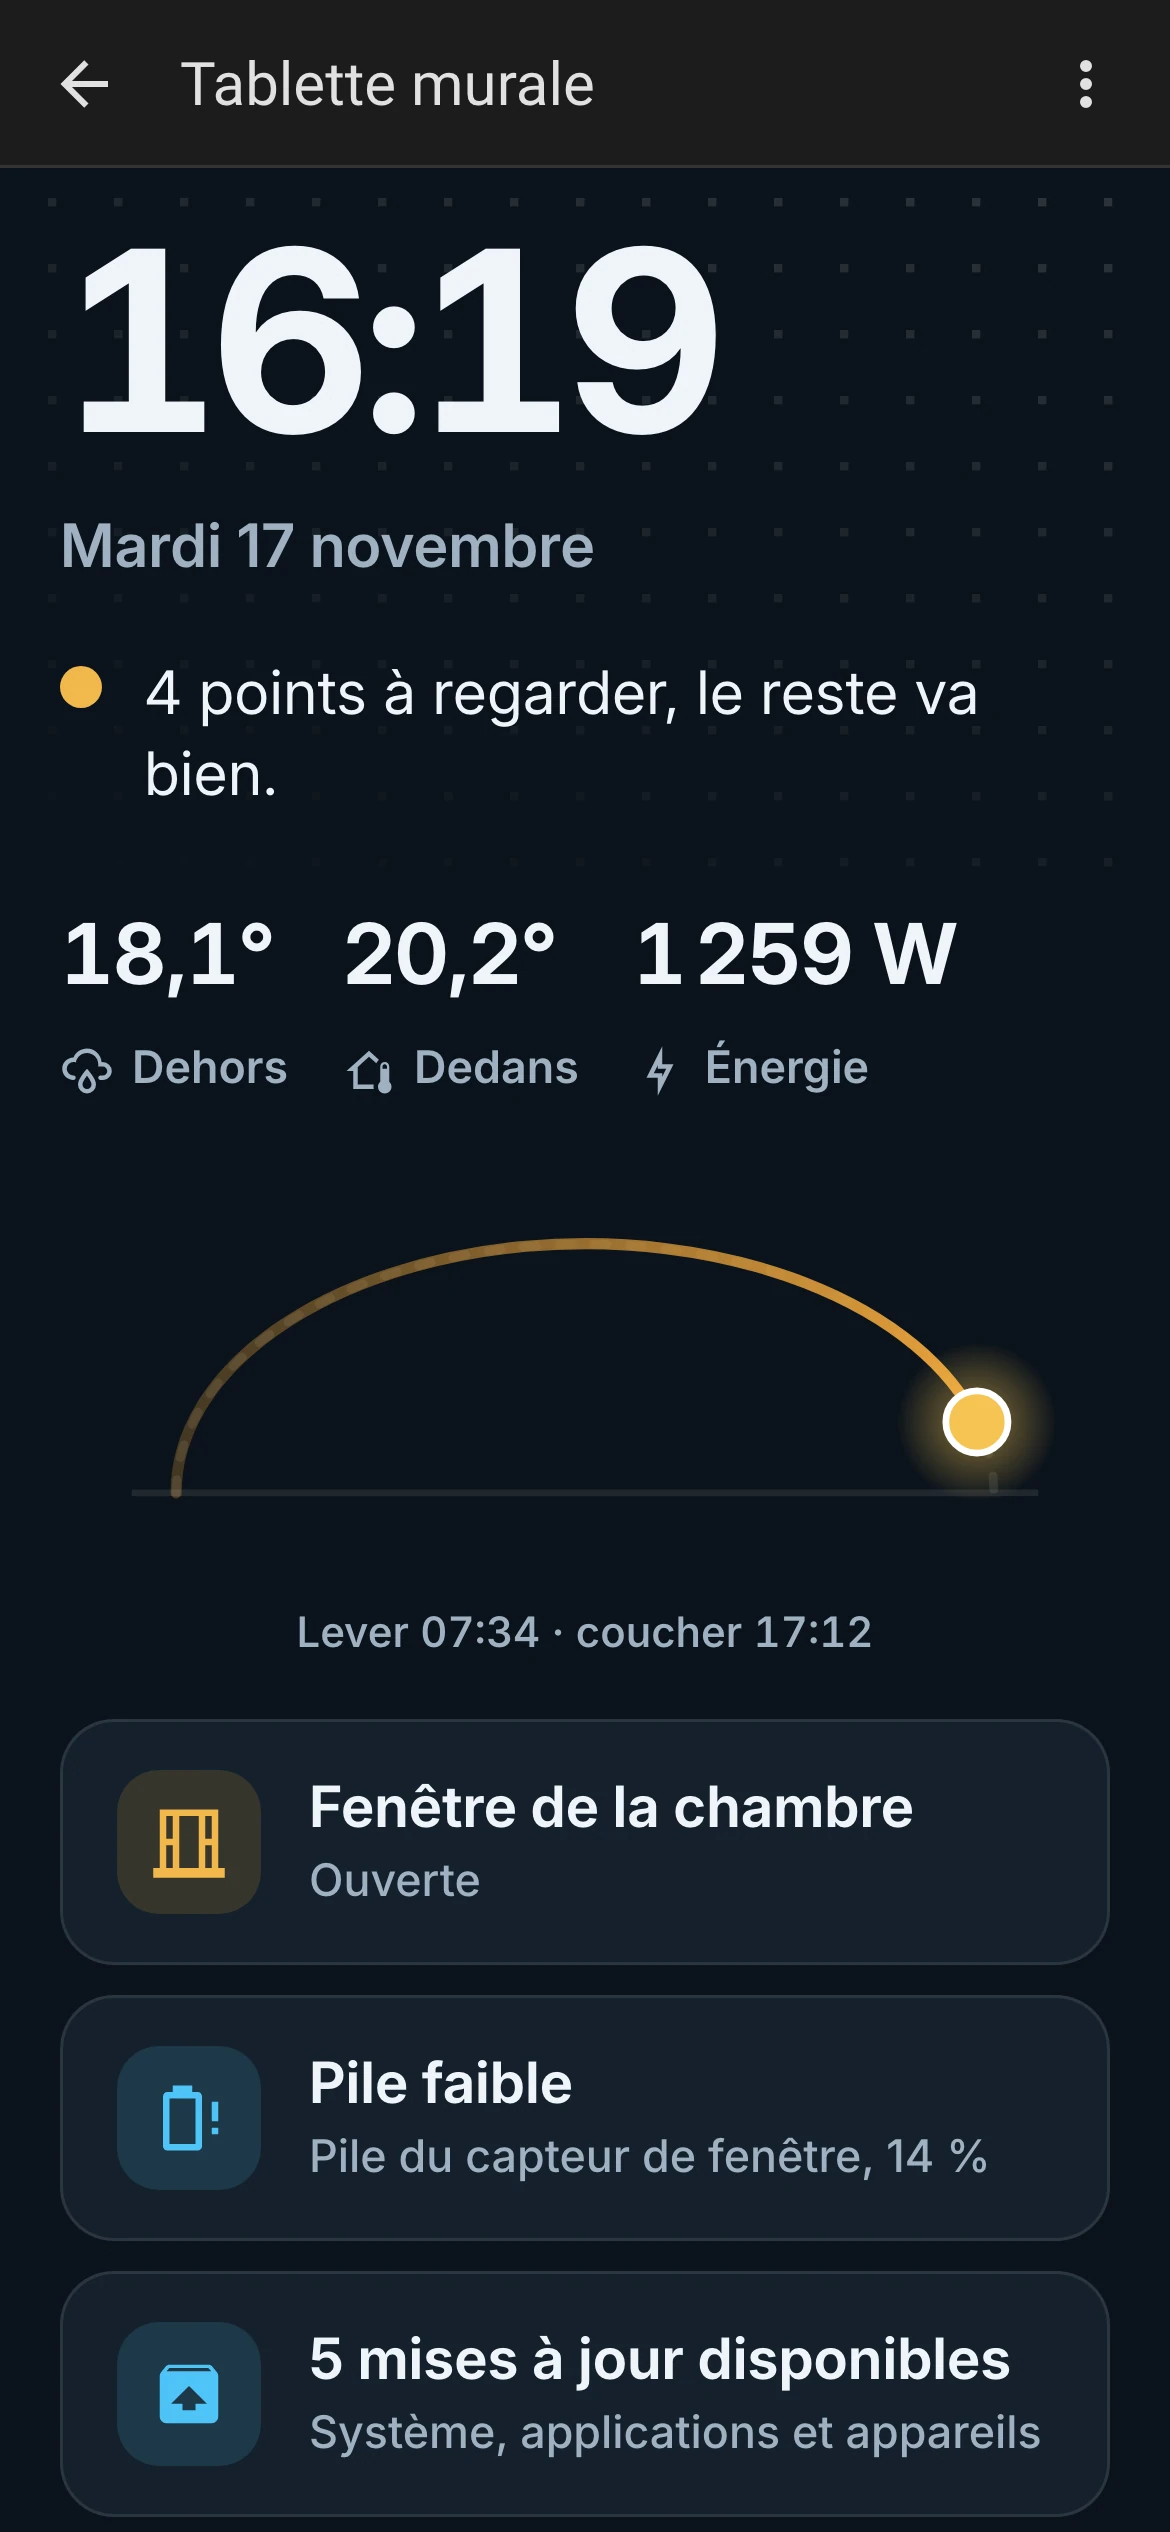 Tablette murale
16:19
Mardi 17 novembre
4 points à regarder, le reste va
bien.
18,1° 20,2° 1 259 W
Dehors Dedans Énergie
Lever 07:34 · coucher 17:12
Fenêtre de la chambre
Ouverte
Pile faible
Pile du capteur de fenêtre, 14 %
5 mises à jour disponibles
Système, applications et appareils